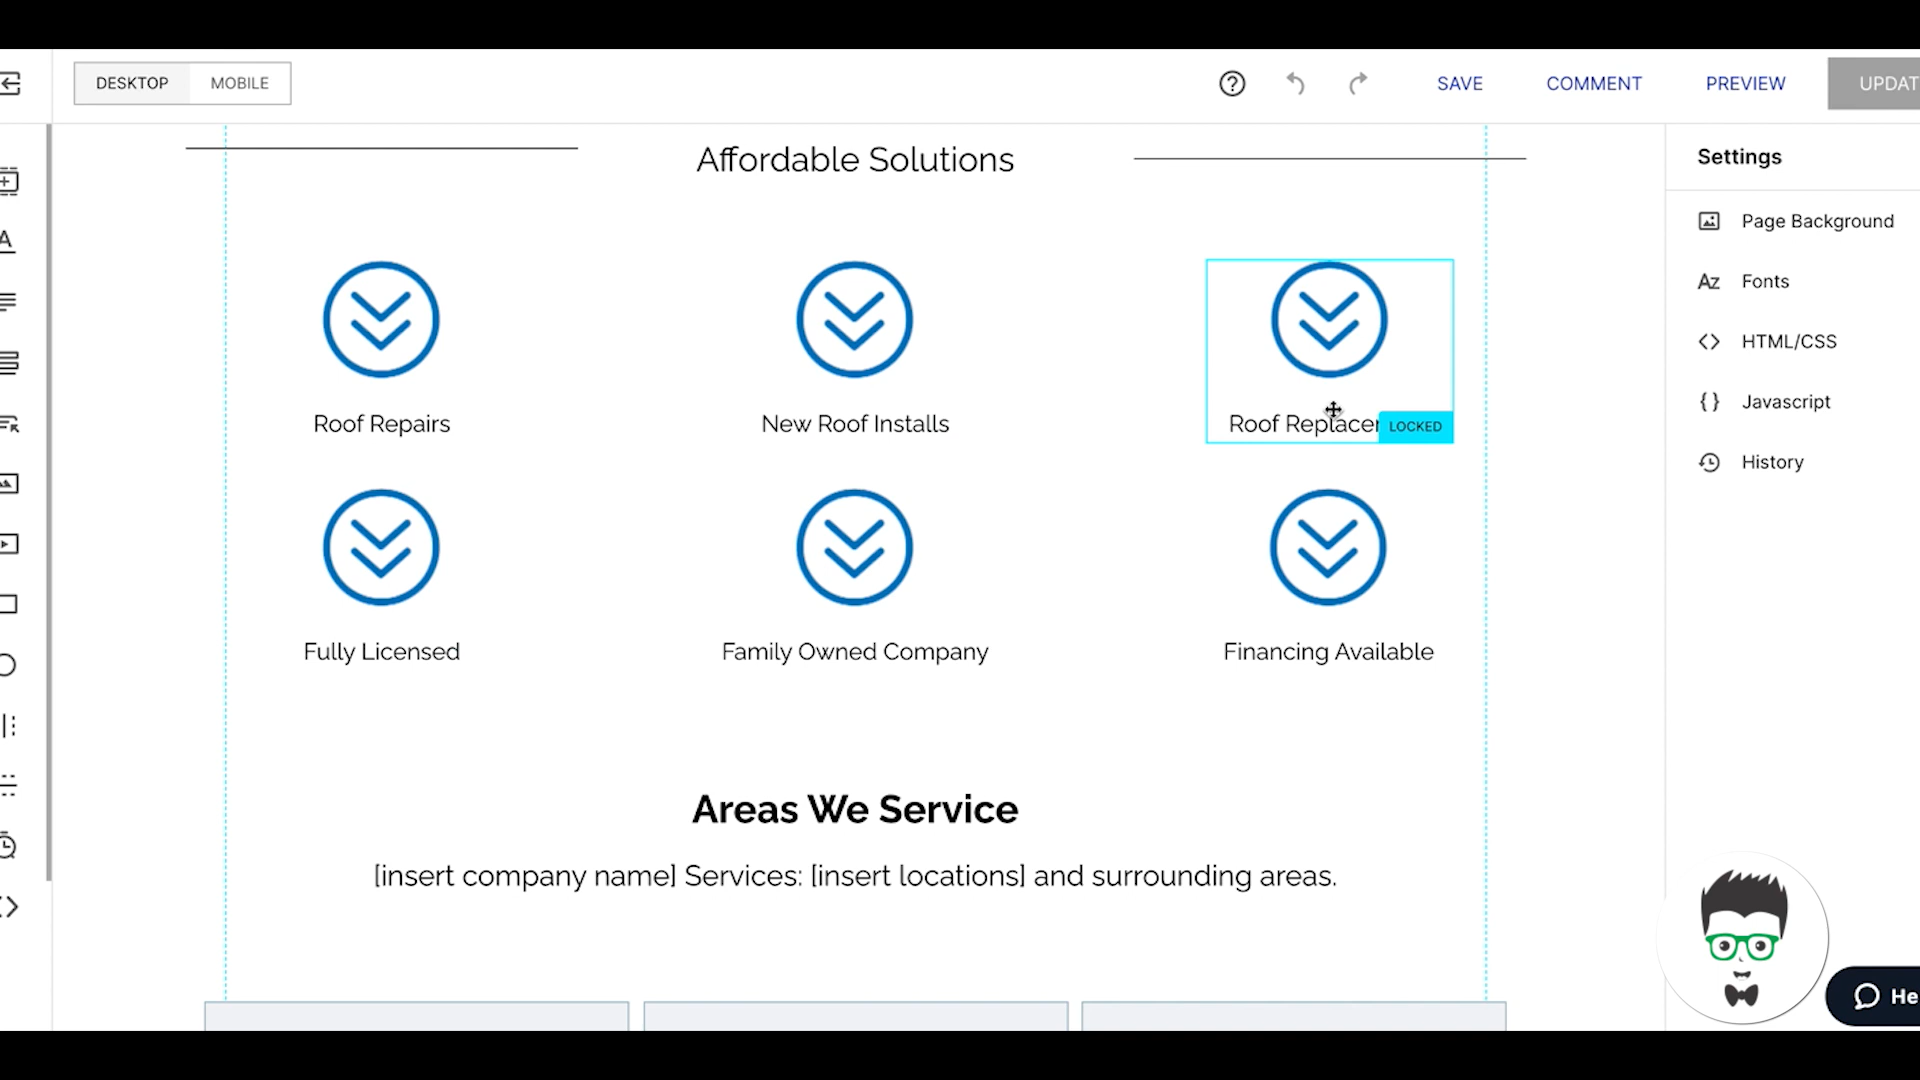 DESKTOP MOBILE ? SAVE COMMENT PREVIEW UPDAT
Settings
Affordable Solutions
Page Background
Fonts
HTML/CSS
Javascript
History
Roof Repairs New Roof Installs Roof Replacem LOCKED
Fully Licensed Family Owned Company Financing Available
Areas We Service
[insert company name] Services: [insert locations] and surrounding areas.
He